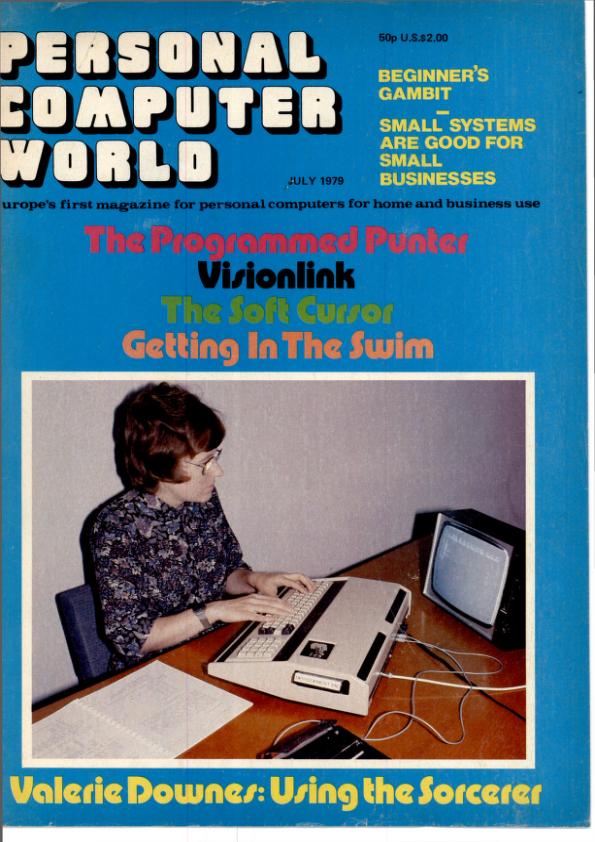 PERSONAL
COMPUTER
WORLD
50p U.S.$2.00
BEGINNER'S
GAMBIT
—
SMALL SYSTEMS
ARE GOOD FOR
SMALL
BUSINESSES
JULY 1979
urope's first magazine for personal computers for home and business use
The Programmed Punter
Visionlink
The Soft Cursor
Getting In The Swim
Valerie Downes: Using the Sorcerer